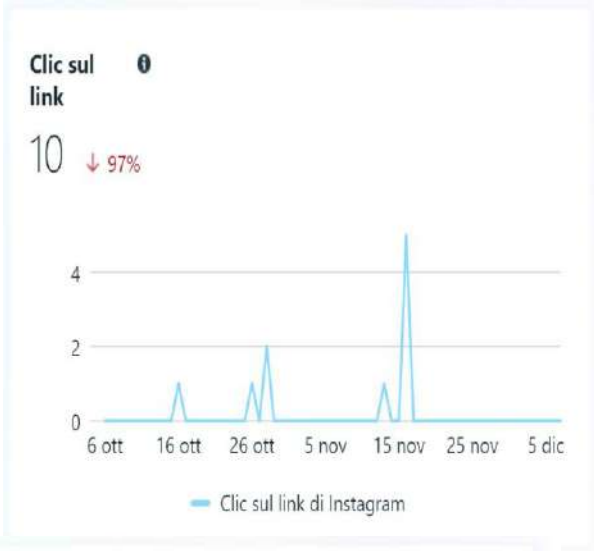 Clic sul
link
10 ↓ 97%
4
2
0
6 ott 16 ott 26 ott 5 nov 15 nov 25 nov 5 dic
Clic sul link di Instagram